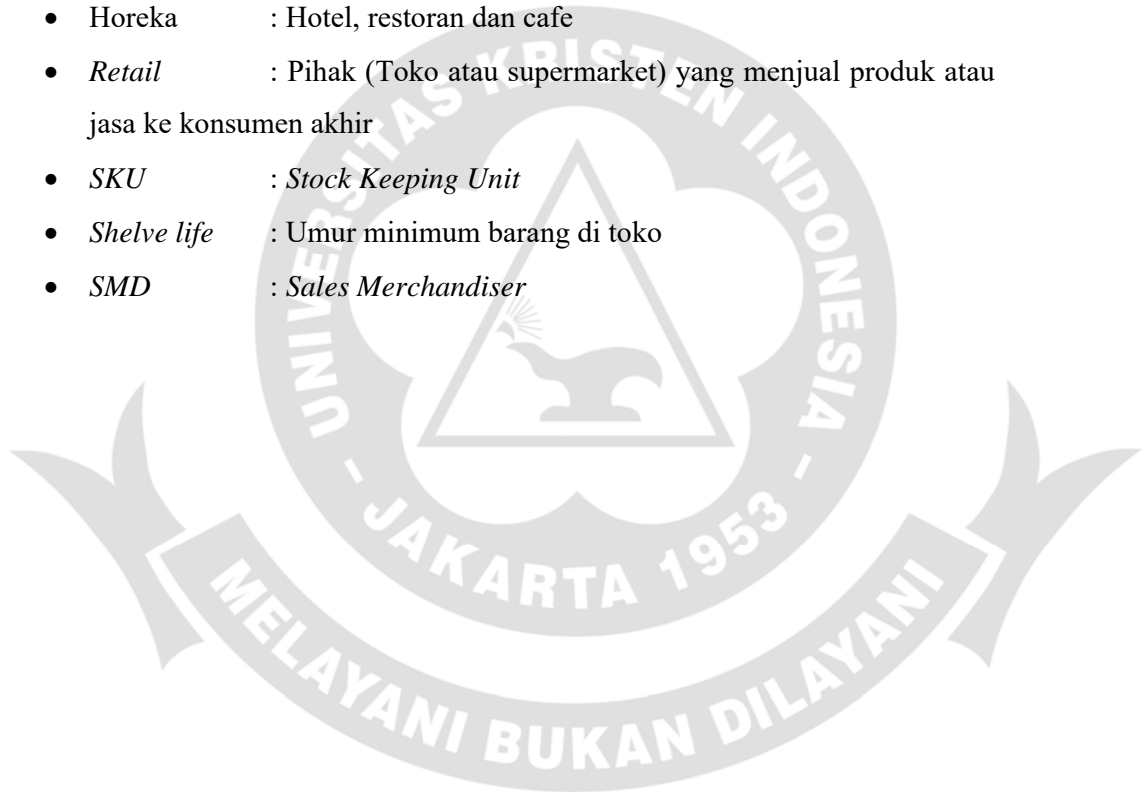 • Horeka : Hotel, restoran dan cafe
• Retail : Pihak (Toko atau supermarket) yang menjual produk atau
jasa ke konsumen akhir
• SKU : Stock Keeping Unit
• Shelve life : Umur minimum barang di toko
• SMD : Sales Merchandiser
UNIVERSITAS KRISTEN INDONESIA
- JAKARTA 1953 -
MELAYANI BUKAN DILAYANI